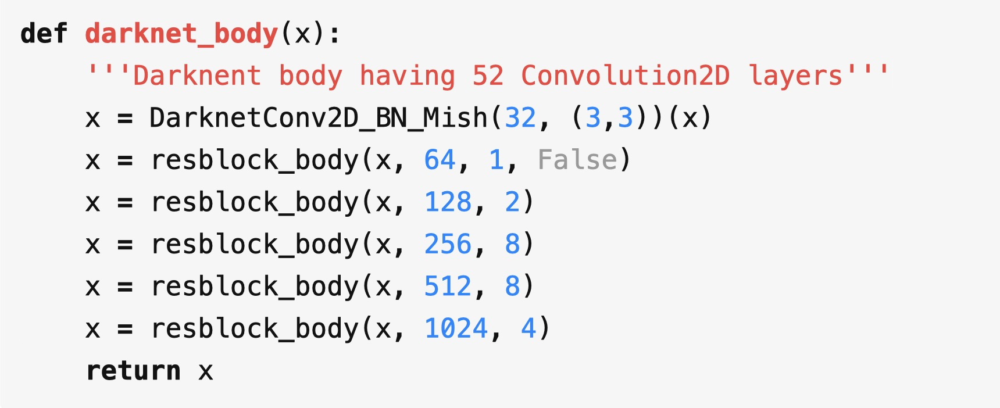 def darknet_body(x):
    '''Darknent body having 52 Convolution2D layers'''
    x = DarknetConv2D_BN_Mish(32, (3,3))(x)
    x = resblock_body(x, 64, 1, False)
    x = resblock_body(x, 128, 2)
    x = resblock_body(x, 256, 8)
    x = resblock_body(x, 512, 8)
    x = resblock_body(x, 1024, 4)
    return x